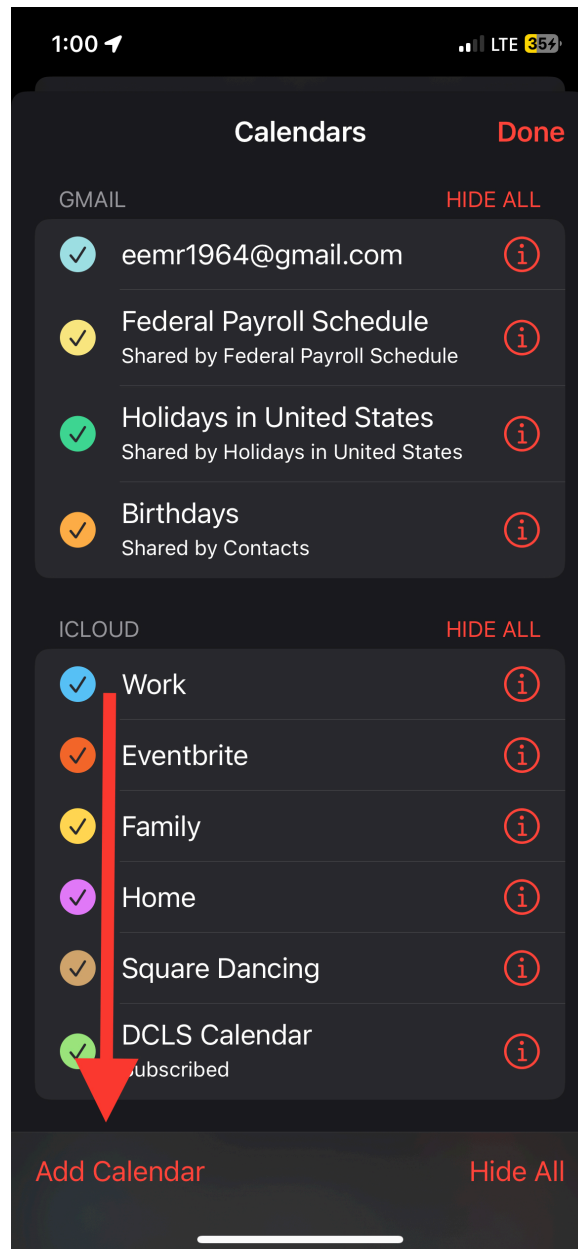 1:00
LTE 35
Calendars Done
GMAIL HIDE ALL
eemr1964@gmail.com
Federal Payroll Schedule
Shared by Federal Payroll Schedule
Holidays in United States
Shared by Holidays in United States
Birthdays
Shared by Contacts
ICLOUD HIDE ALL
Work
Eventbrite
Family
Home
Square Dancing
DCLS Calendar
Subscribed
Add Calendar Hide All